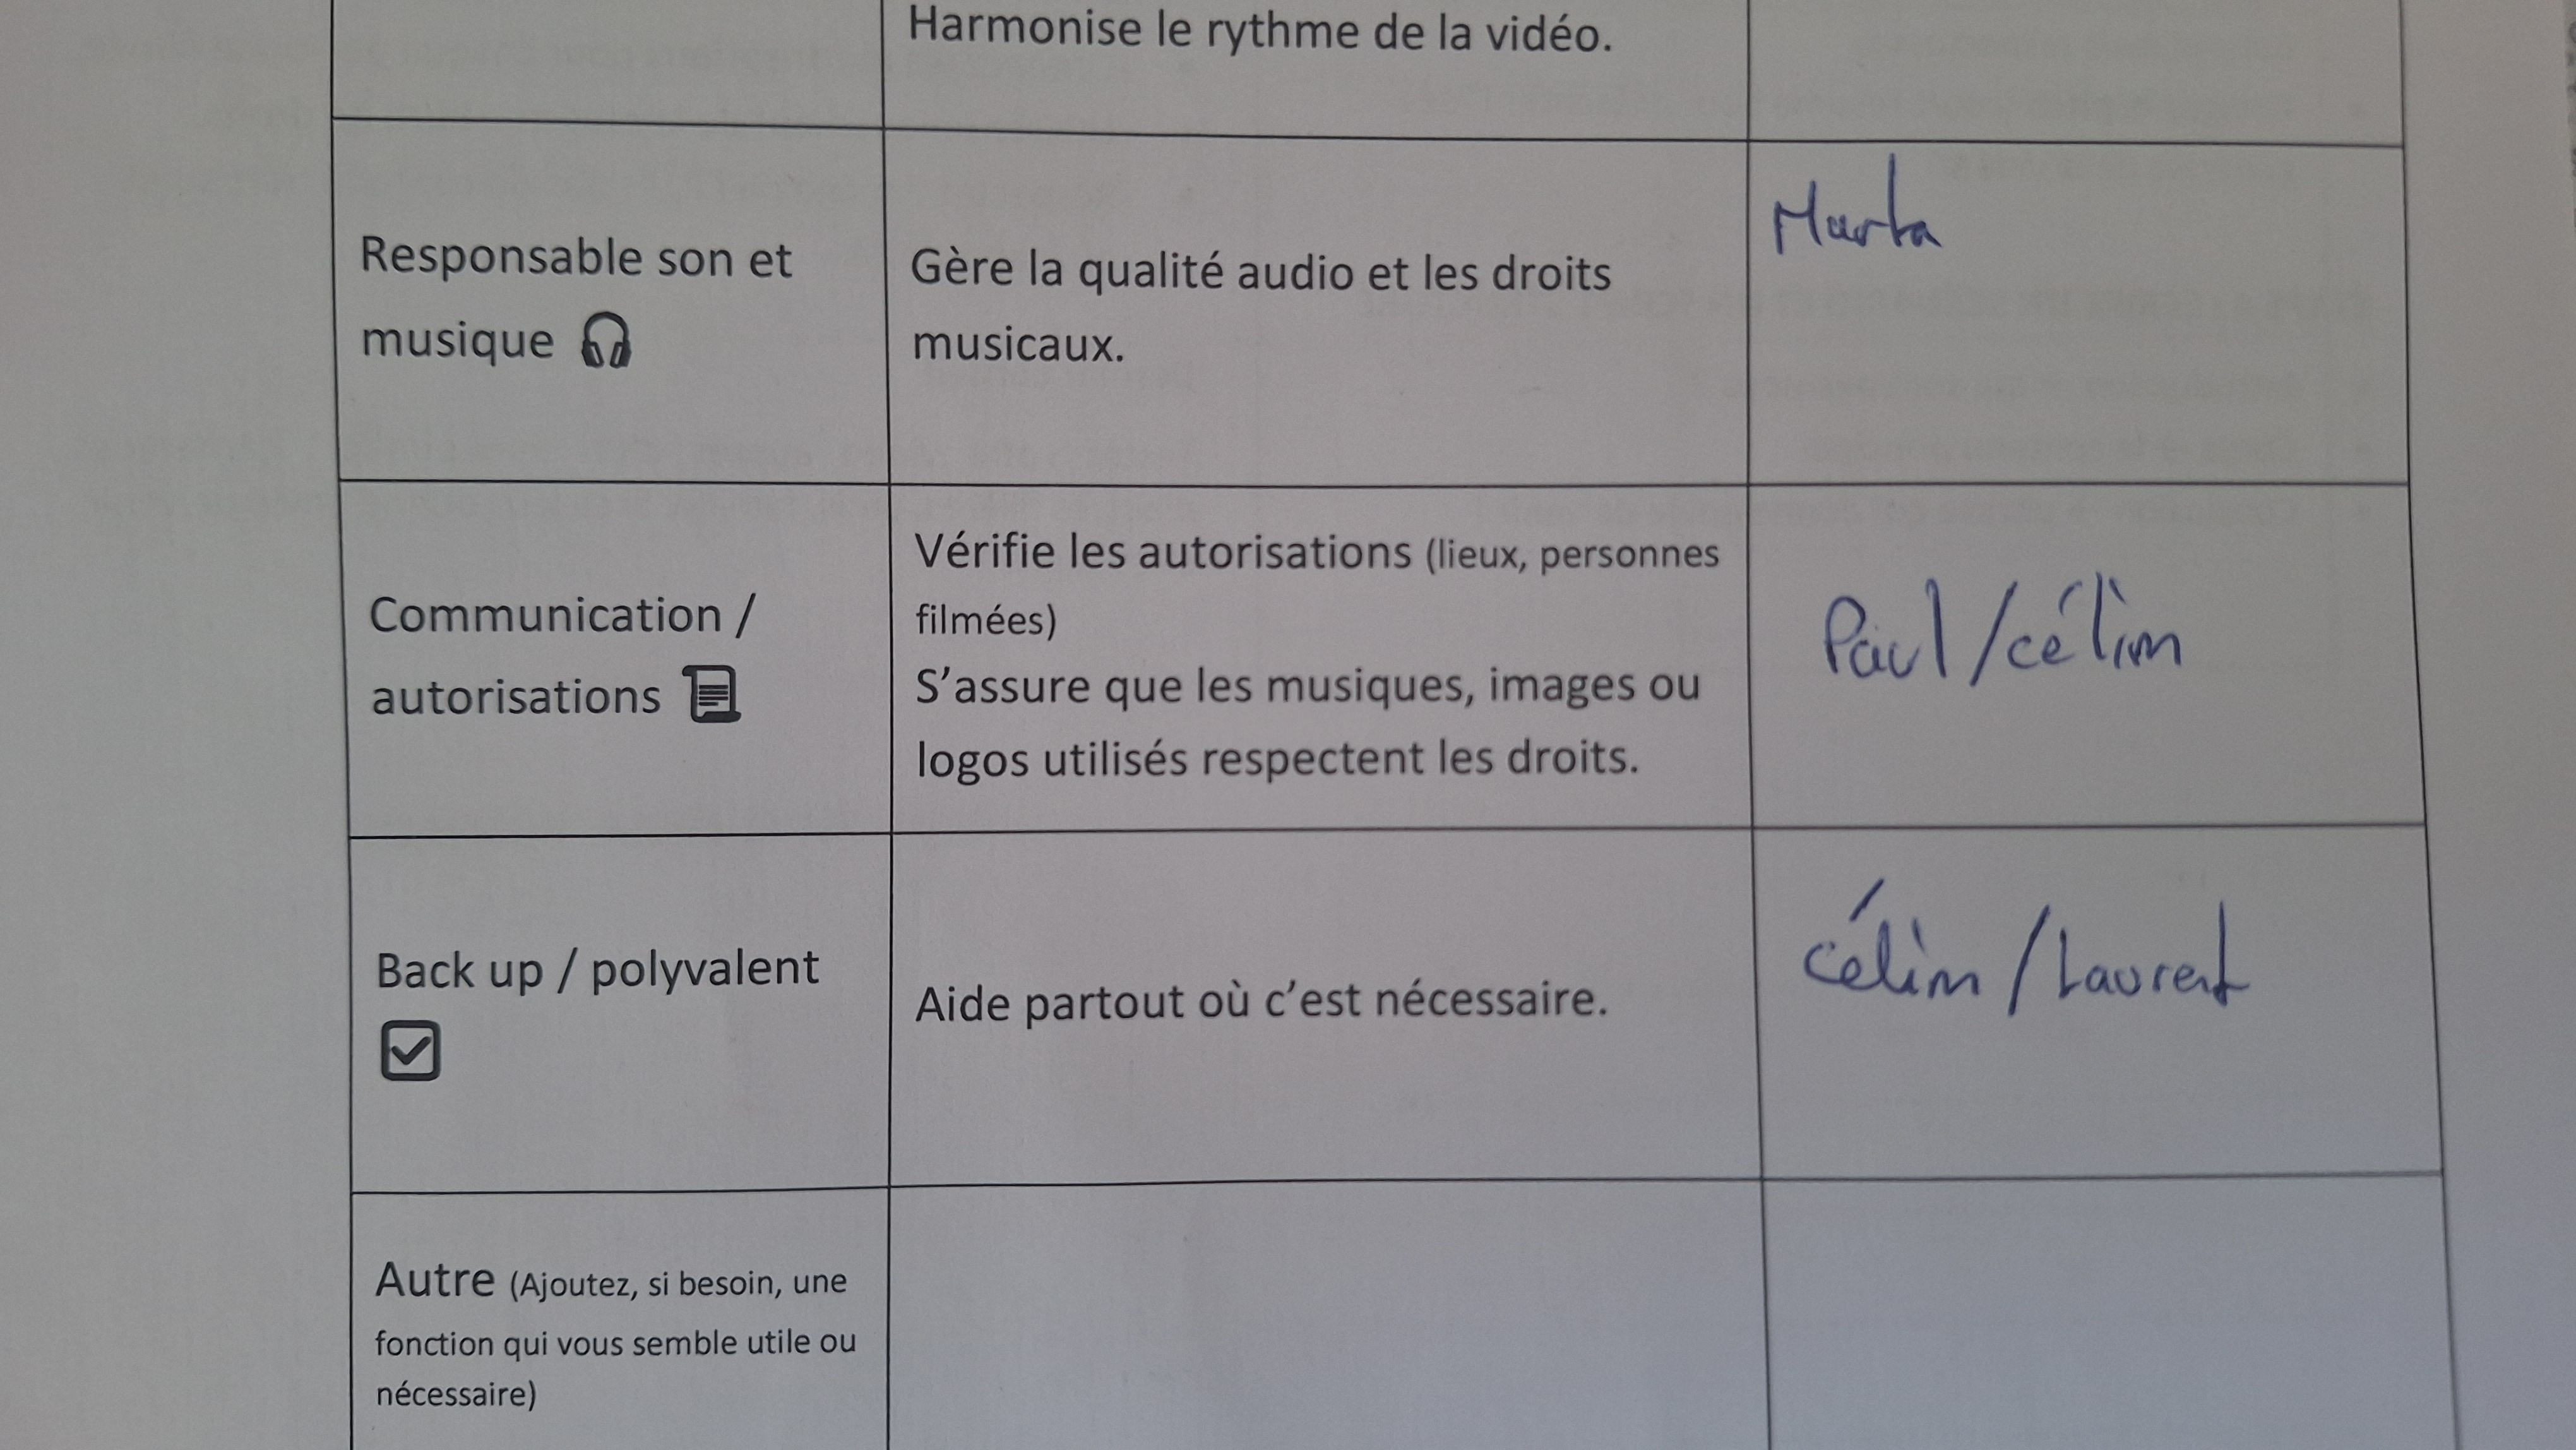 Harmonise le rythme de la vidéo.
Responsable son et
musique
Gère la qualité audio et les droits
musicaux.
Marta
Communication /
autorisations
Vérifie les autorisations (lieux, personnes
filmées)
S’assure que les musiques, images ou
logos utilisés respectent les droits.
Paul / célim
Back up / polyvalent
Aide partout où c’est nécessaire.
célim / Laurent
Autre (Ajoutez, si besoin, une
fonction qui vous semble utile ou
nécessaire)